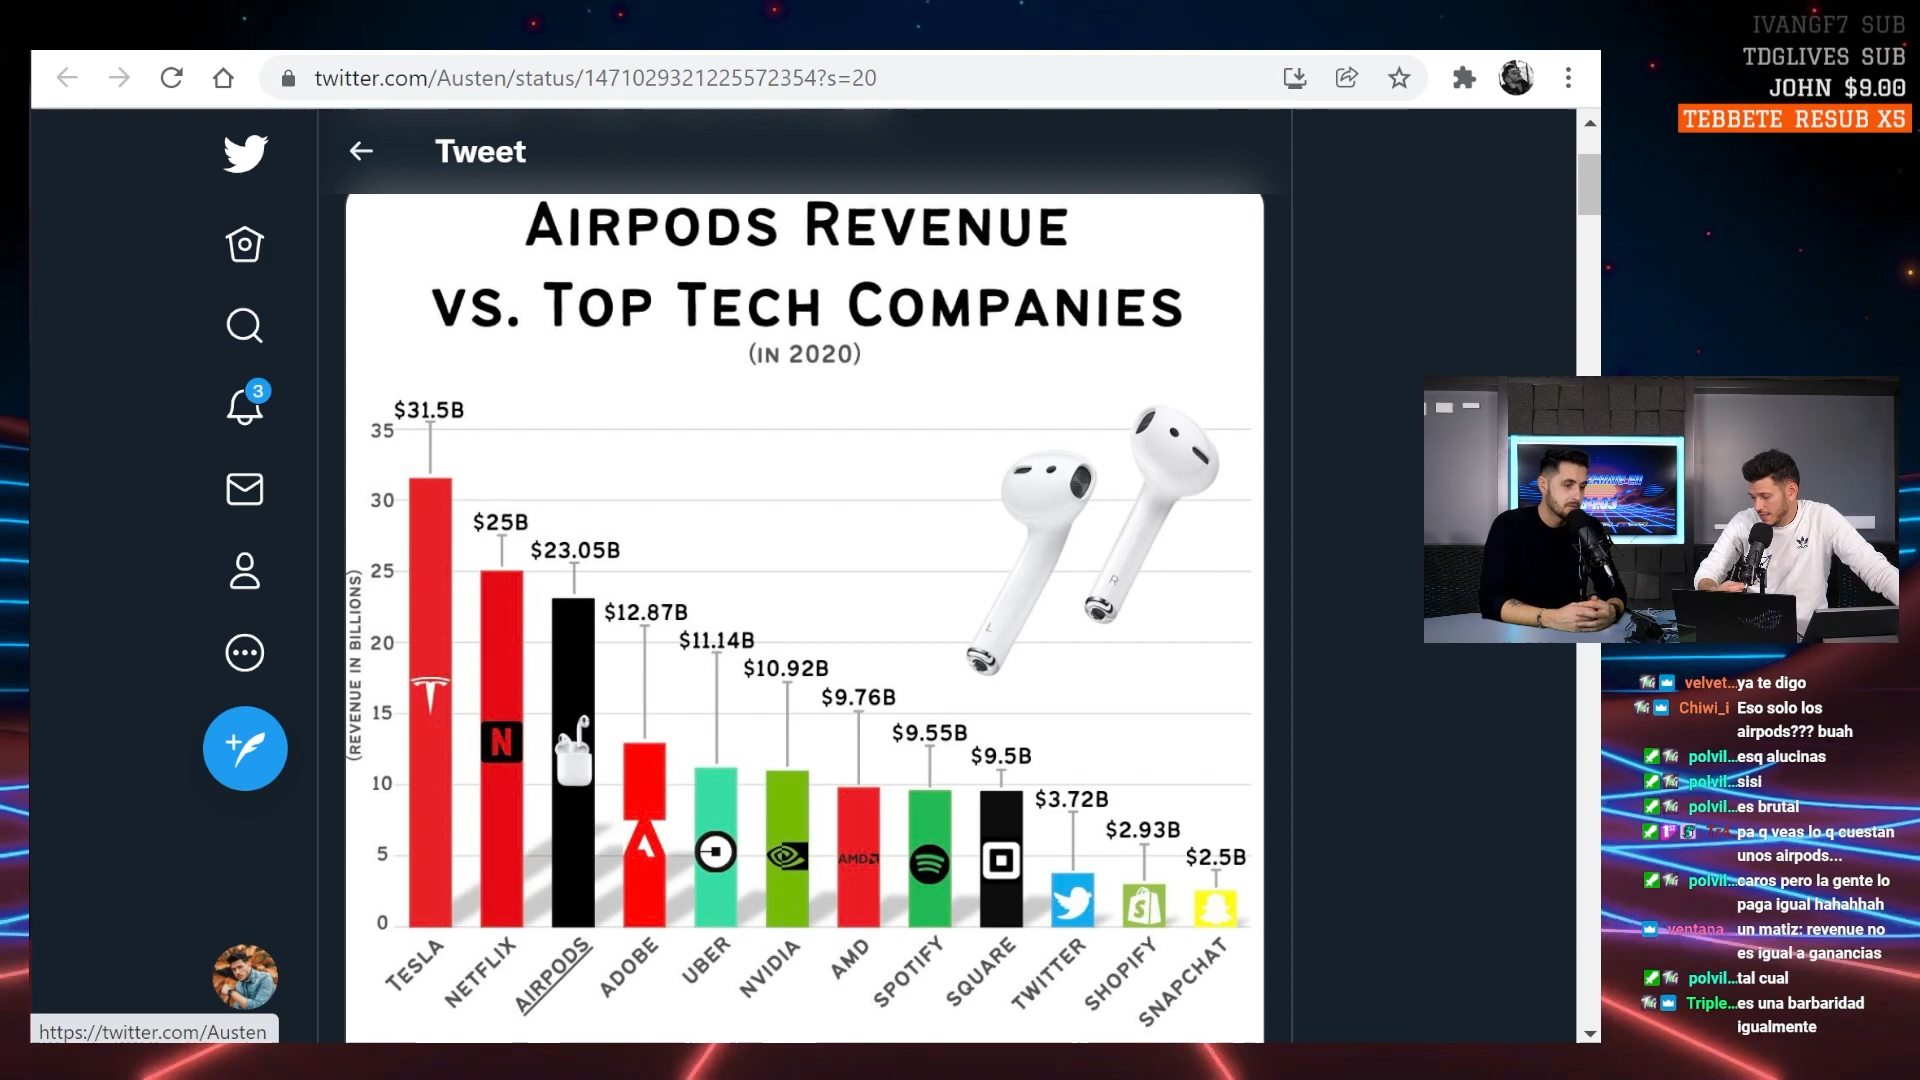 IVANGF7 SUB
TDGLIVES SUB
JOHN $9.00
TEBBETE RESUB X5
twitter.com/Austen/status/1471029321225572354?s=20
Tweet
3
AIRPODS REVENUE
VS. TOP TECH COMPANIES
(IN 2020)
(REVENUE IN BILLIONS)
35
30
25
20
15
10
5
0
$31.5B
$25B
$23.05B
$12.87B
$11.14B
$10.92B
$9.76B
$9.55B
$9.5B
$3.72B
$2.93B
$2.5B
L
R
N
AMD
TESLA
NETFLIX
AIRPODS
ADOBE
UBER
NVIDIA
AMD
SPOTIFY
SQUARE
TWITTER
SHOPIFY
SNAPCHAT
https://twitter.com/Austen
velvet...ya te digo
Chiwi_i Eso solo los
airpods??? buah
polvil...esq alucinas
polvil...sisi
polvil...es brutal
pa q veas lo q cuestan
unos airpods...
polvil...caros pero la gente lo
paga igual hahahhah
ventana un matiz: revenue no
es igual a ganancias
polvil...tal cual
Triple...es una barbaridad
igualmente